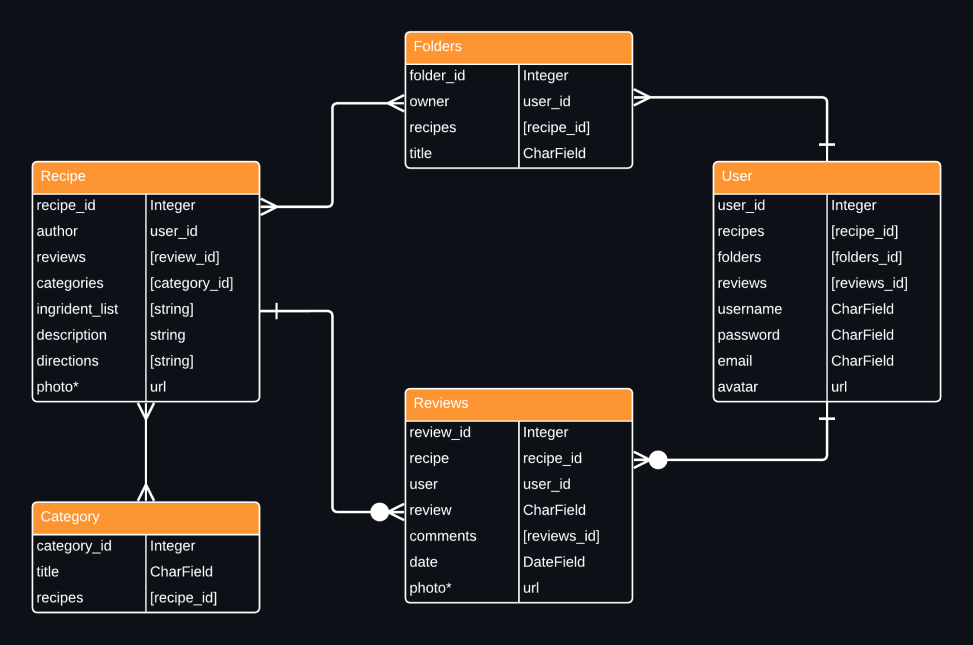 Folders
folder_id Integer
owner user_id
recipes [recipe_id]
title CharField
Recipe
recipe_id Integer
author user_id
reviews [review_id]
categories [category_id]
ingrident_list [string]
description string
directions [string]
photo* url
User
user_id Integer
recipes [recipe_id]
folders [folders_id]
reviews [reviews_id]
username CharField
password CharField
email CharField
avatar url
Reviews
review_id Integer
recipe recipe_id
user user_id
review CharField
comments [reviews_id]
date DateField
photo* url
Category
category_id Integer
title CharField
recipes [recipe_id]